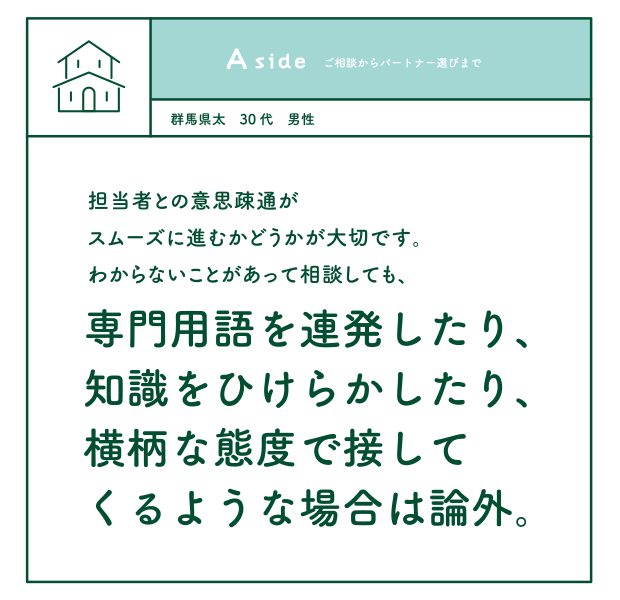 A side ご相談からパートナー選びまで
群馬県太 30代 男性
担当者との意思疎通が
スムーズに進むかどうかが大切です。
わからないことがあって相談しても、
専門用語を連発したり、
知識をひけらかしたり、
横柄な態度で接して
くるような場合は論外。